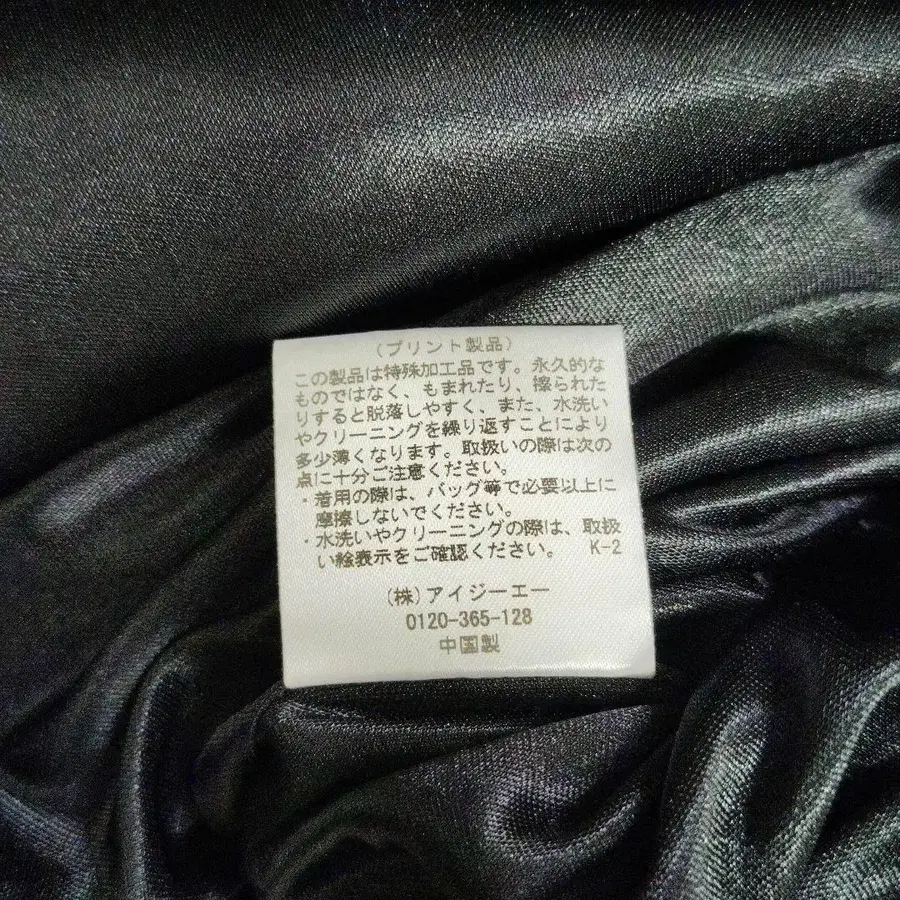 (プリント製品)
この製品は特殊加工品です。永久的な
ものではなく、もまれたり、擦られた
りすると脱落しやすく、また、水洗い
やクリーニングを繰り返すことにより
多少薄くなります。取扱いの際は次の
点に十分ご注意ください。
・着用の際は、バッグ等で必要以上に
摩擦しないでください。
・水洗いやクリーニングの際は、取扱
い絵表示をご確認ください。 K-2
(株)アイジーエー
0120-365-128
中国製